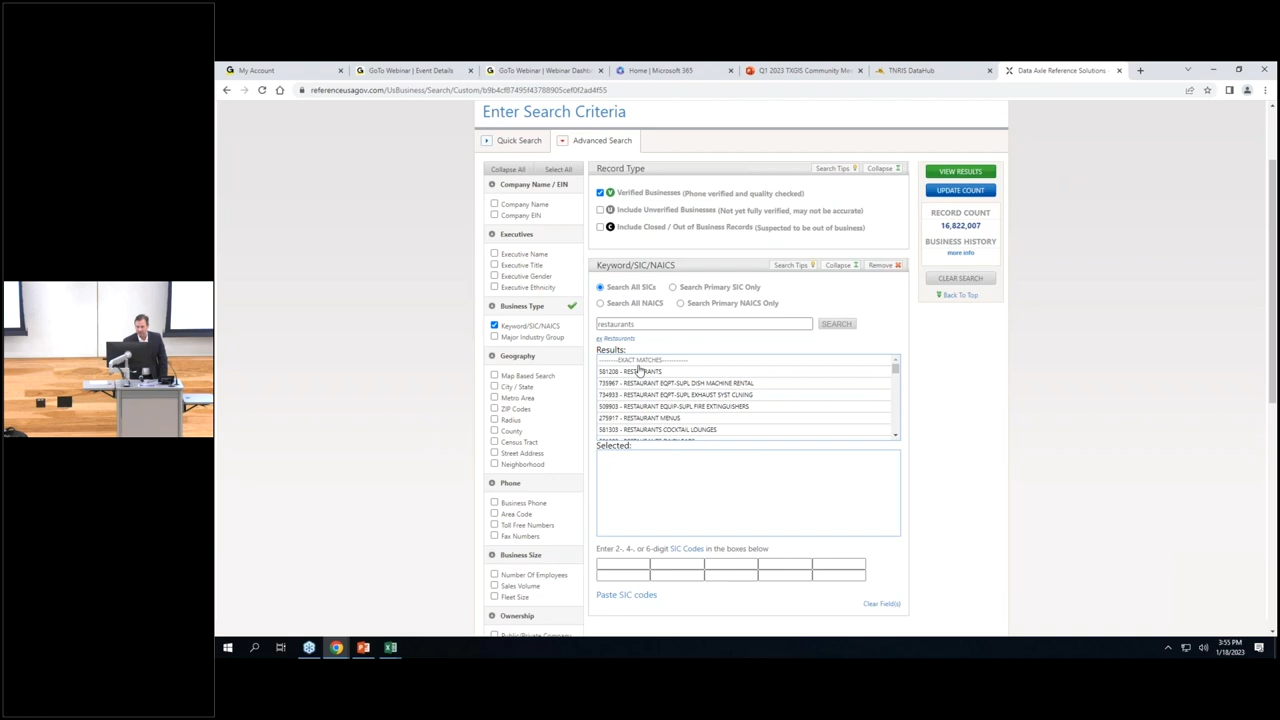 My Account
GoTo Webinar | Event Details
GoTo Webinar | Webinar Dashb
Home | Microsoft 365
Q1 2023 TXGIS Community Me
TNRIS DataHub
Data Axle Reference Solutions
referenceusagov.com/UsBusiness/Search/Custom/b9b4cf87495f43788905cef0f2ad4f55
Enter Search Criteria
Quick Search
Advanced Search
Collapse All
Select All
Company Name / EIN
Company Name
Company EIN
Executives
Executive Name
Executive Title
Executive Gender
Executive Ethnicity
Business Type
Keyword/SIC/NAICS
Major Industry Group
Geography
Map Based Search
City / State
Metro Area
ZIP Codes
Radius
County
Census Tract
Street Address
Neighborhood
Phone
Business Phone
Area Code
Toll Free Numbers
Fax Numbers
Business Size
Number Of Employees
Sales Volume
Fleet Size
Ownership
Record Type
Search Tips
Collapse
V Verified Businesses (Phone verified and quality checked)
U Include Unverified Businesses (Not yet fully verified, may not be accurate)
C Include Closed / Out of Business Records (Suspected to be out of business)
Keyword/SIC/NAICS
Search Tips
Collapse
Remove
Search All SICs
Search Primary SIC Only
Search All NAICS
Search Primary NAICS Only
restaurants
SEARCH
ex Restaurants
Results:
--------EXACT MATCHES-----------
581208 - RESTAURANTS
735967 - RESTAURANT EQPT-SUPL DISH MACHINE RENTAL
734933 - RESTAURANT EQPT-SUPL EXHAUST SYST CLNING
509903 - RESTAURANT EQUIP-SUPL FIRE EXTINGUISHERS
275917 - RESTAURANT MENUS
581303 - RESTAURANTS COCKTAIL LOUNGES
Selected:
Enter 2-, 4-, or 6-digit SIC Codes in the boxes below
Paste SIC codes
Clear Field(s)
VIEW RESULTS
UPDATE COUNT
RECORD COUNT
16,822,007
BUSINESS HISTORY
more info
CLEAR SEARCH
Back To Top
3:55 PM
1/18/2023